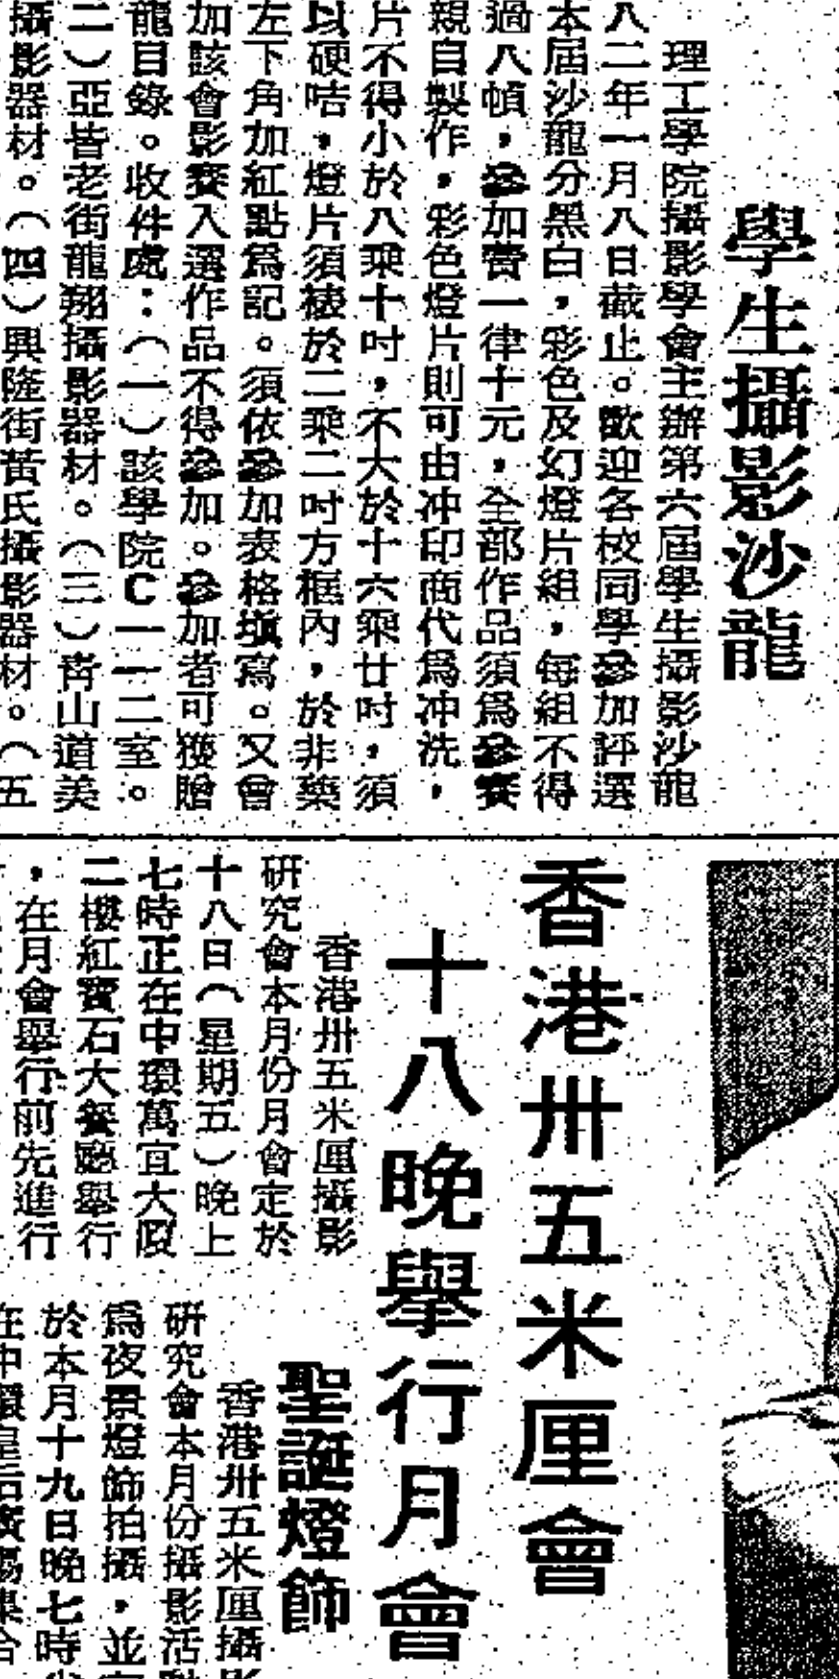 學生攝影沙龍
理工學院攝影學會主辦第六屆學生攝影沙龍
八二年一月八日截止。歡迎各校同學參加評選
本屆沙龍分黑白，彩色及幻燈片組，每組不得
過八幀，參加費一律十元，全部作品須爲參賽
親自製作，彩色燈片則可由冲印商代爲冲洗，
片不得小於八乘十吋，不大於十六乘廿吋，須
以硬咭，燈片須裱於二乘二吋方框內，於非藥
左下角加紅點爲記。須依參加表格塡寫。又曾
加該會影賽入選作品不得參加。參加者可獲贈
龍目錄。收件處：（一）該學院C一一二室。
二）亞皆老街龍翔攝影器材。（三）靑山道美
攝影器材。（四）興隆街黃氏攝影器材。（五
香港卅五米厘會
十八晚舉行月會
香港卅五米厘攝影
硏究會本月份月會定於
十八日（星期五）晚上
七時正在中環萬宜大廈
二樓紅寶石大餐廳舉行
，在月會舉行前先進行
聖誕燈飾
香港卅五米厘攝影
硏究會本月份攝影活動
爲夜景燈飾拍攝，並定
於本月十九日晚七時
在中環皇后廣場集合